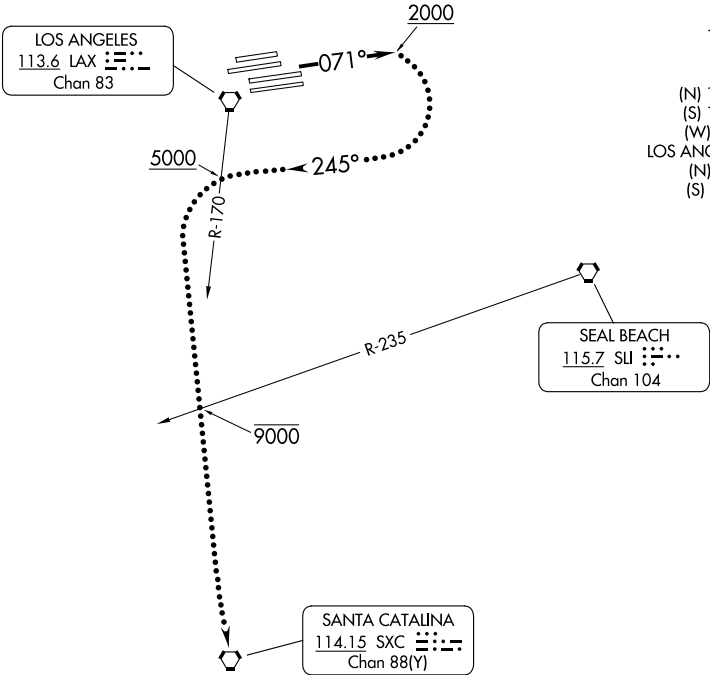 2000
LOS ANGELES
113.6 LAX
Chan 83
071°
(N)
(S)
(W)
LOS ANG
(N)
(S)
5000
245°
R-170
SEAL BEACH
115.7 SLI
Chan 104
R-235
9000
SANTA CATALINA
114.15 SXC
Chan 88(Y)